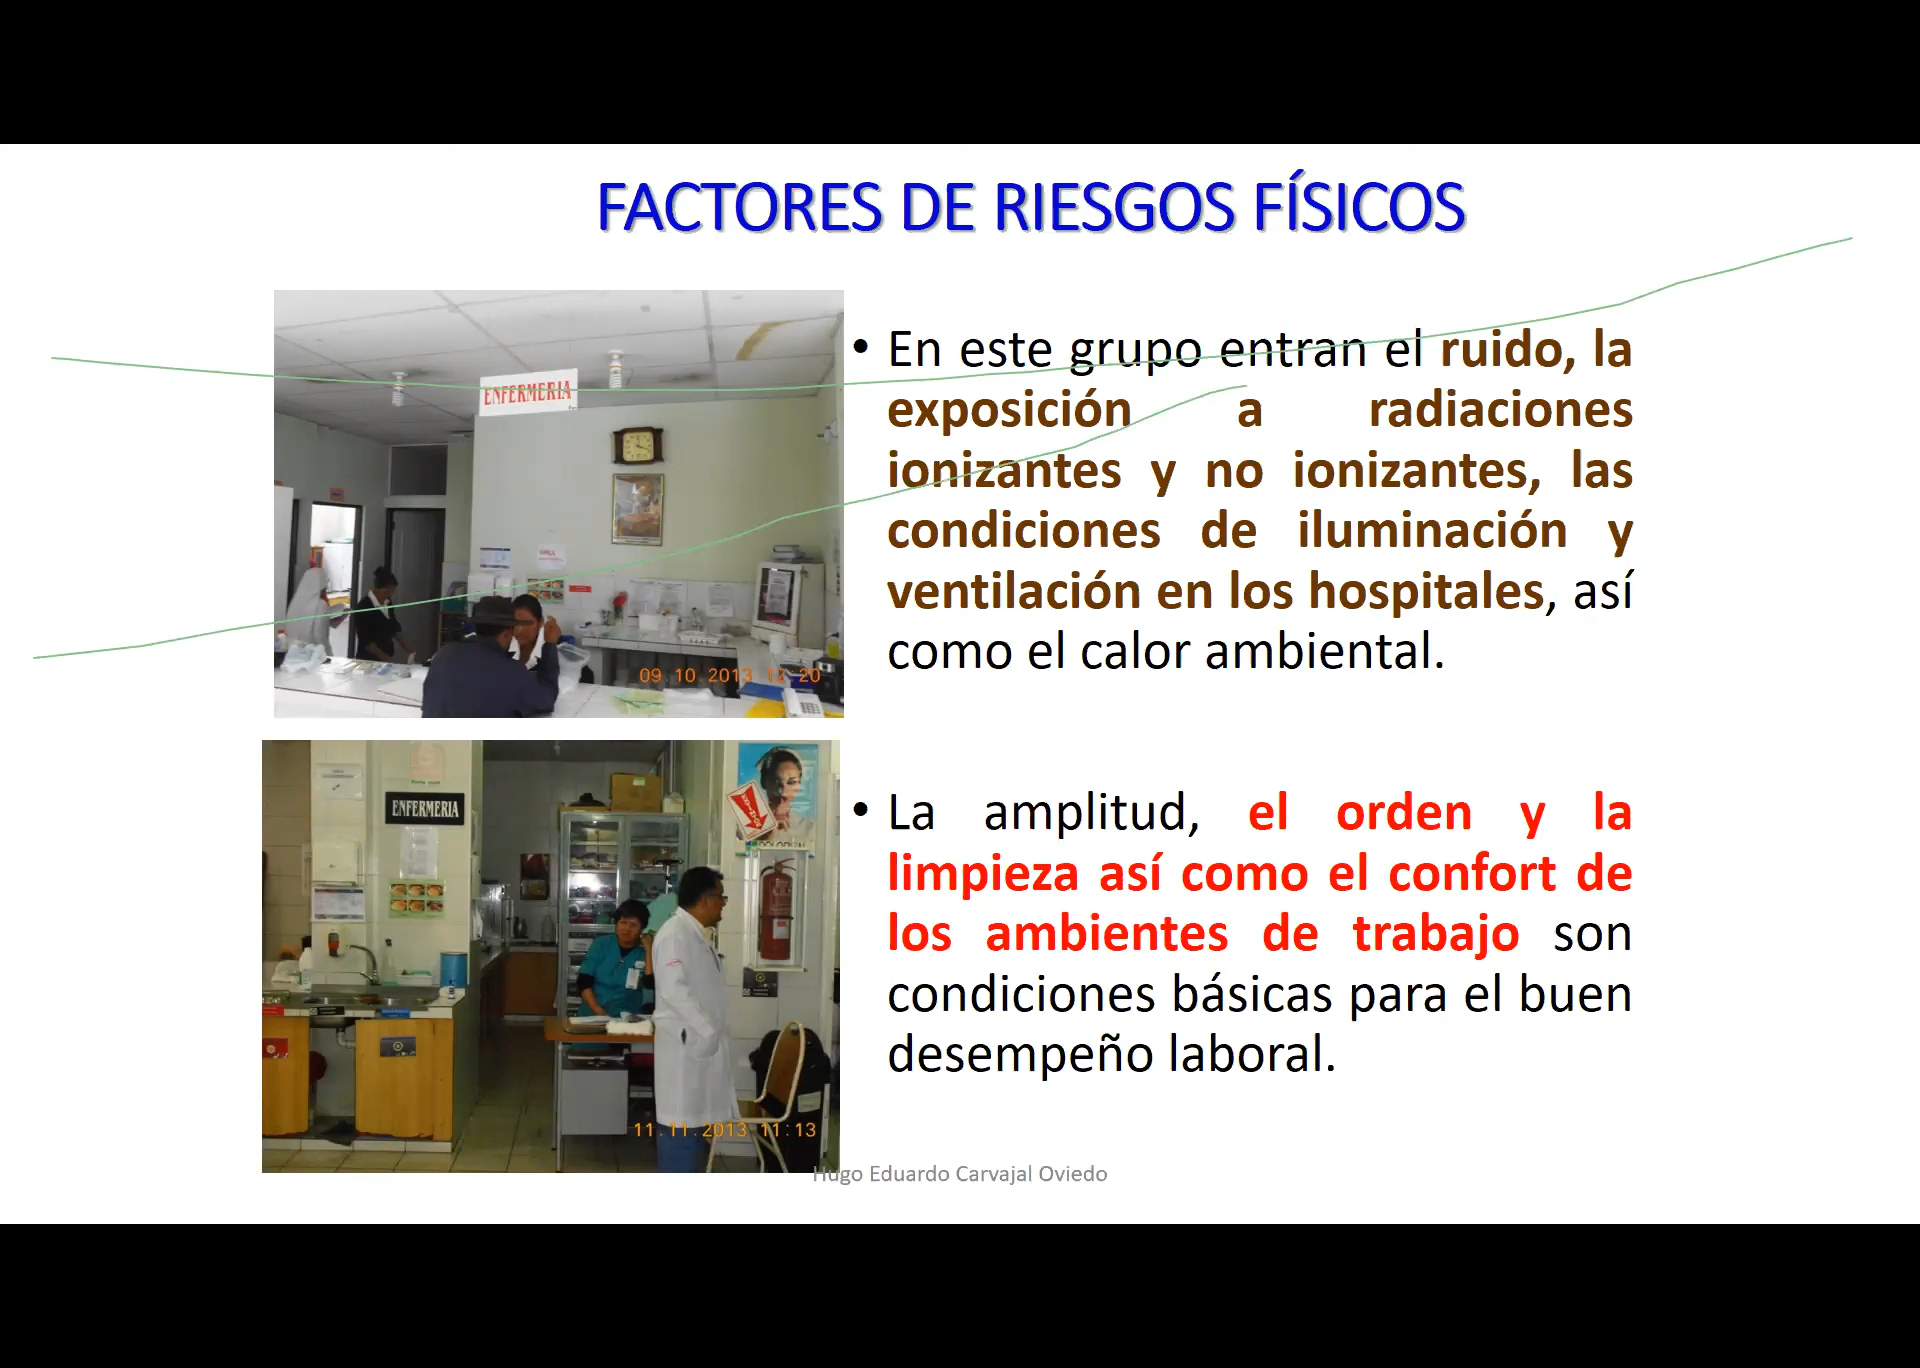 FACTORES DE RIESGOS FÍSICOS
ENFERMERIA
09 10 2013 12 20
• En este grupo entran el ruido, la
exposición a radiaciones
ionizantes y no ionizantes, las
condiciones de iluminación y
ventilación en los hospitales, así
como el calor ambiental.
ENFERMERIA
11 11 2013 11:13
• La amplitud, el orden y la
limpieza así como el confort de
los ambientes de trabajo son
condiciones básicas para el buen
desempeño laboral.
Hugo Eduardo Carvajal Oviedo